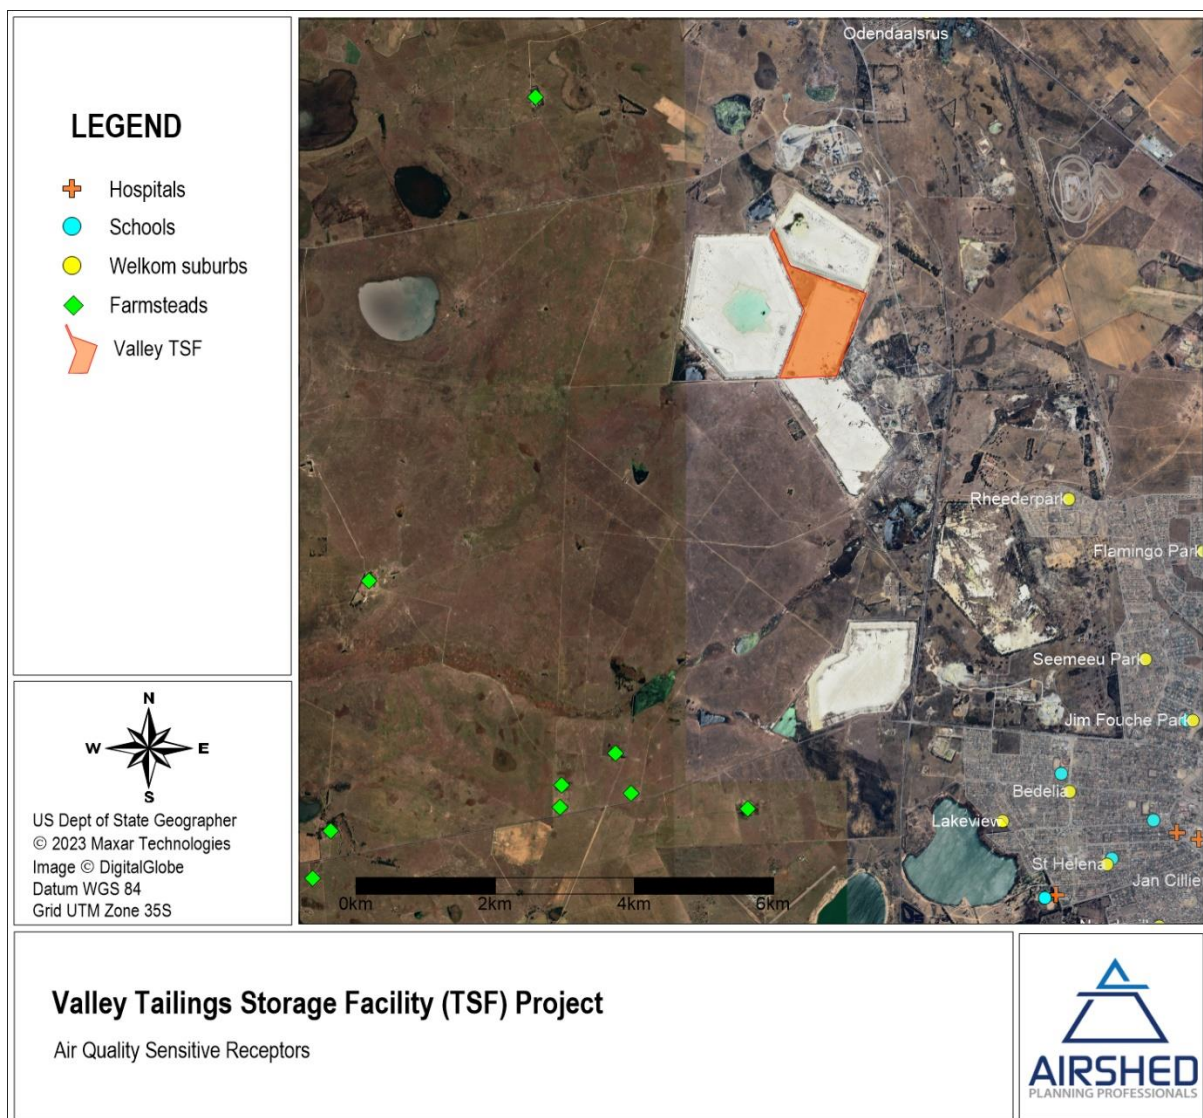 LEGEND
Hospitals
Schools
Welkom suburbs
Farmsteads
Valley TSF
N
W E
S
US Dept of State Geographer
© 2023 Maxar Technologies
Image © DigitalGlobe
Datum WGS 84
Grid UTM Zone 35S
Odendaalsrus
Rheederpark
Flamingo Park
Seemeeu Park
Jim Fouche Park
Bedelia
Lakeview
St Helena
Jan Cillie
0km 2km 4km 6km
Valley Tailings Storage Facility (TSF) Project
Air Quality Sensitive Receptors
AIRSHED
PLANNING PROFESSIONALS